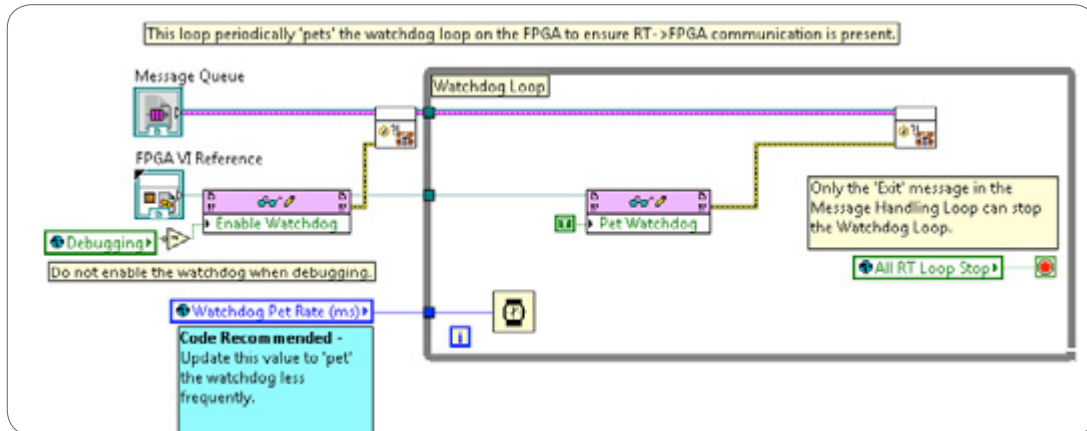 This loop periodically 'pets' the watchdog loop on the FPGA to ensure RT->FPGA communication is present.
Message Queue
Watchdog Loop
FPGA VI Reference
Enable Watchdog
Pet Watchdog
Only the 'Exit' message in the
Message Handling Loop can stop
the Watchdog Loop.
Debugging
All RT Loop Stop
Do not enable the watchdog when debugging.
Watchdog Pet Rate (ms)
i
Code Recommended -
Update this value to 'pet'
the watchdog less
frequently.